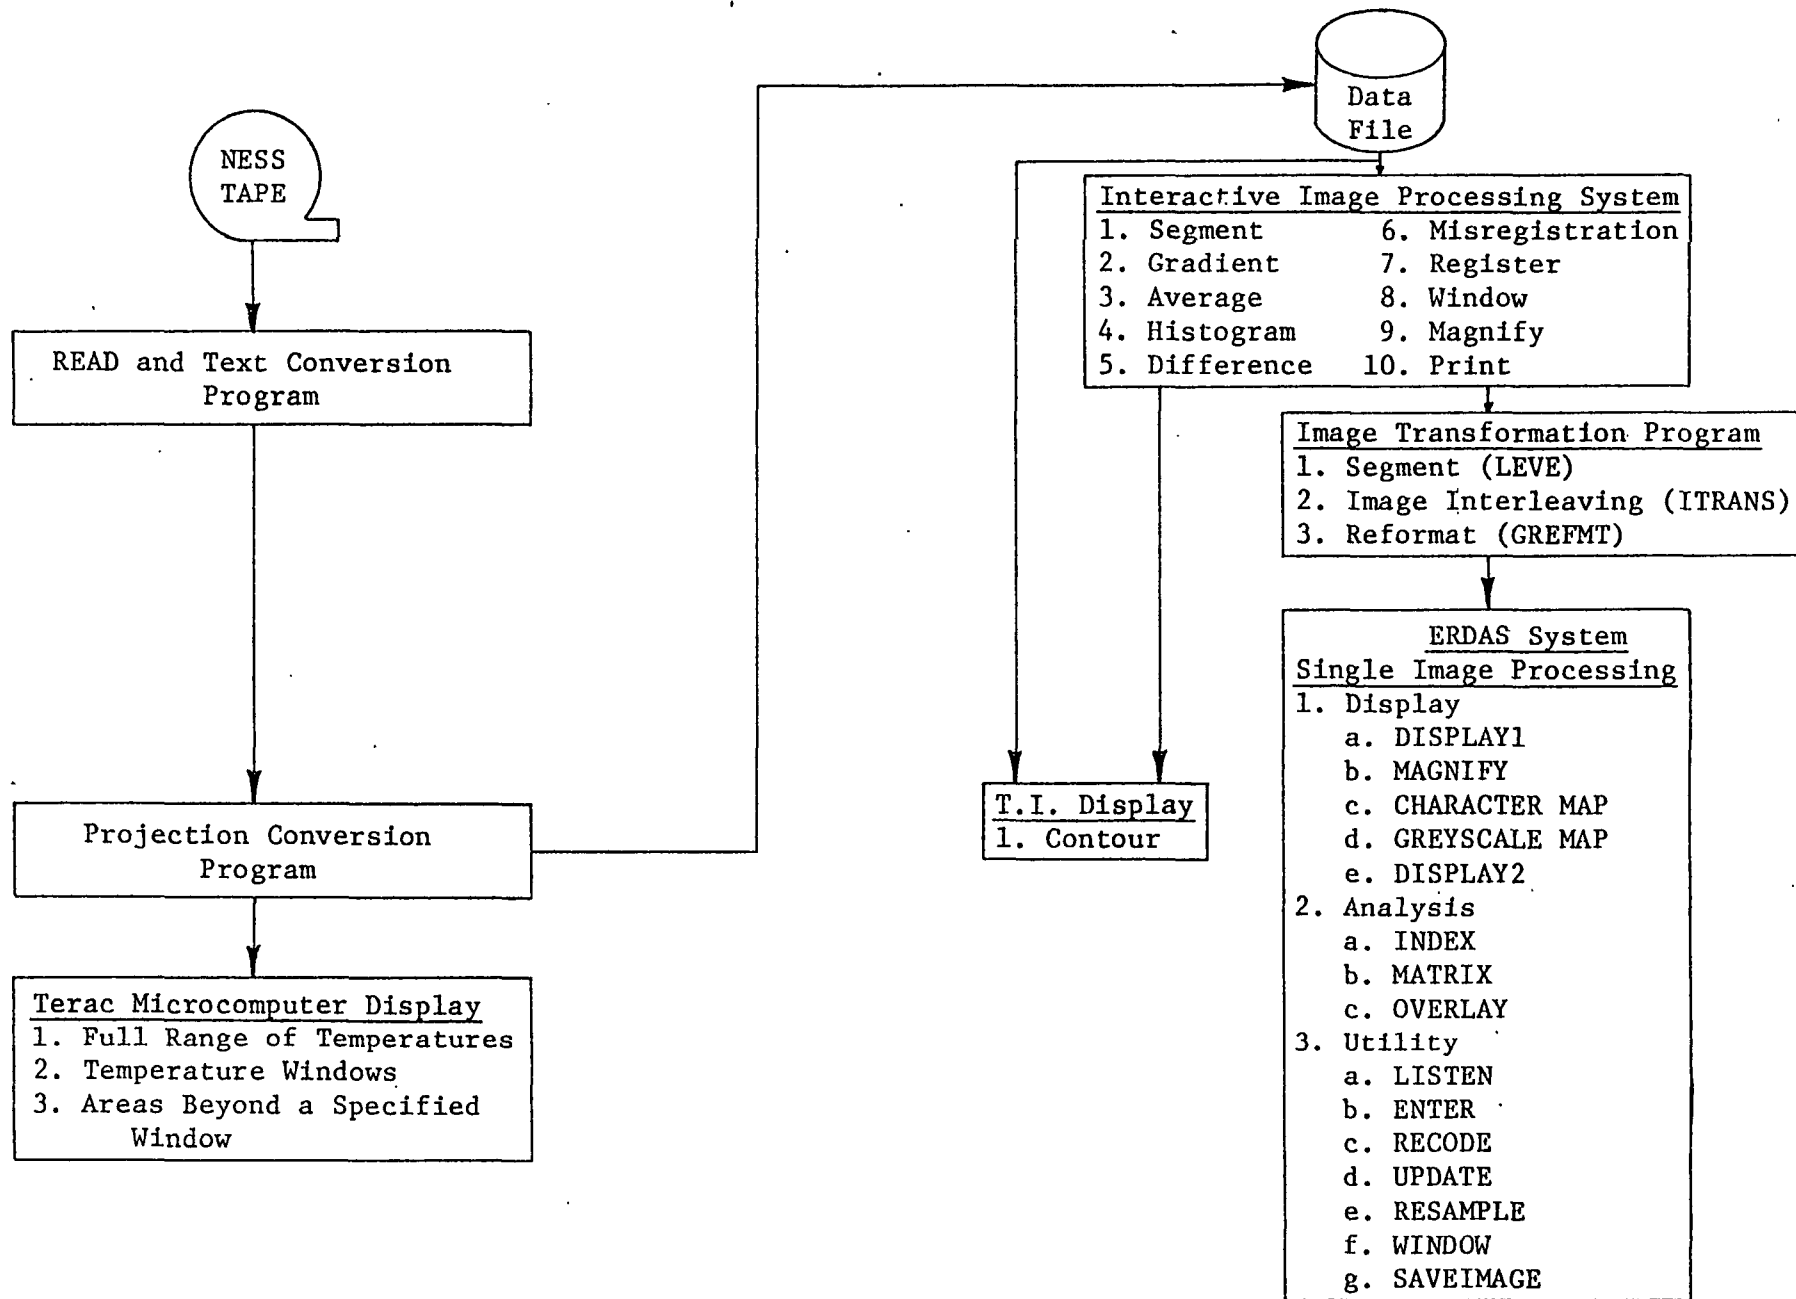 NESS
TAPE
READ and Text Conversion
Program
Projection Conversion
Program
Terac Microcomputer Display
1. Full Range of Temperatures
2. Temperature Windows
3. Areas Beyond a Specified
Window
Data
File
Interactive Image Processing System
1. Segment 6. Misregistration
2. Gradient 7. Register
3. Average 8. Window
4. Histogram 9. Magnify
5. Difference 10. Print
Image Transformation Program
1. Segment (LEVE)
2. Image Interleaving (ITRANS)
3. Reformat (GREFMT)
T.I. Display
1. Contour
ERDAS System
Single Image Processing
1. Display
a. DISPLAY1
b. MAGNIFY
c. CHARACTER MAP
d. GREYSCALE MAP
e. DISPLAY2
2. Analysis
a. INDEX
b. MATRIX
c. OVERLAY
3. Utility
a. LISTEN
b. ENTER
c. RECODE
d. UPDATE
e. RESAMPLE
f. WINDOW
g. SAVEIMAGE